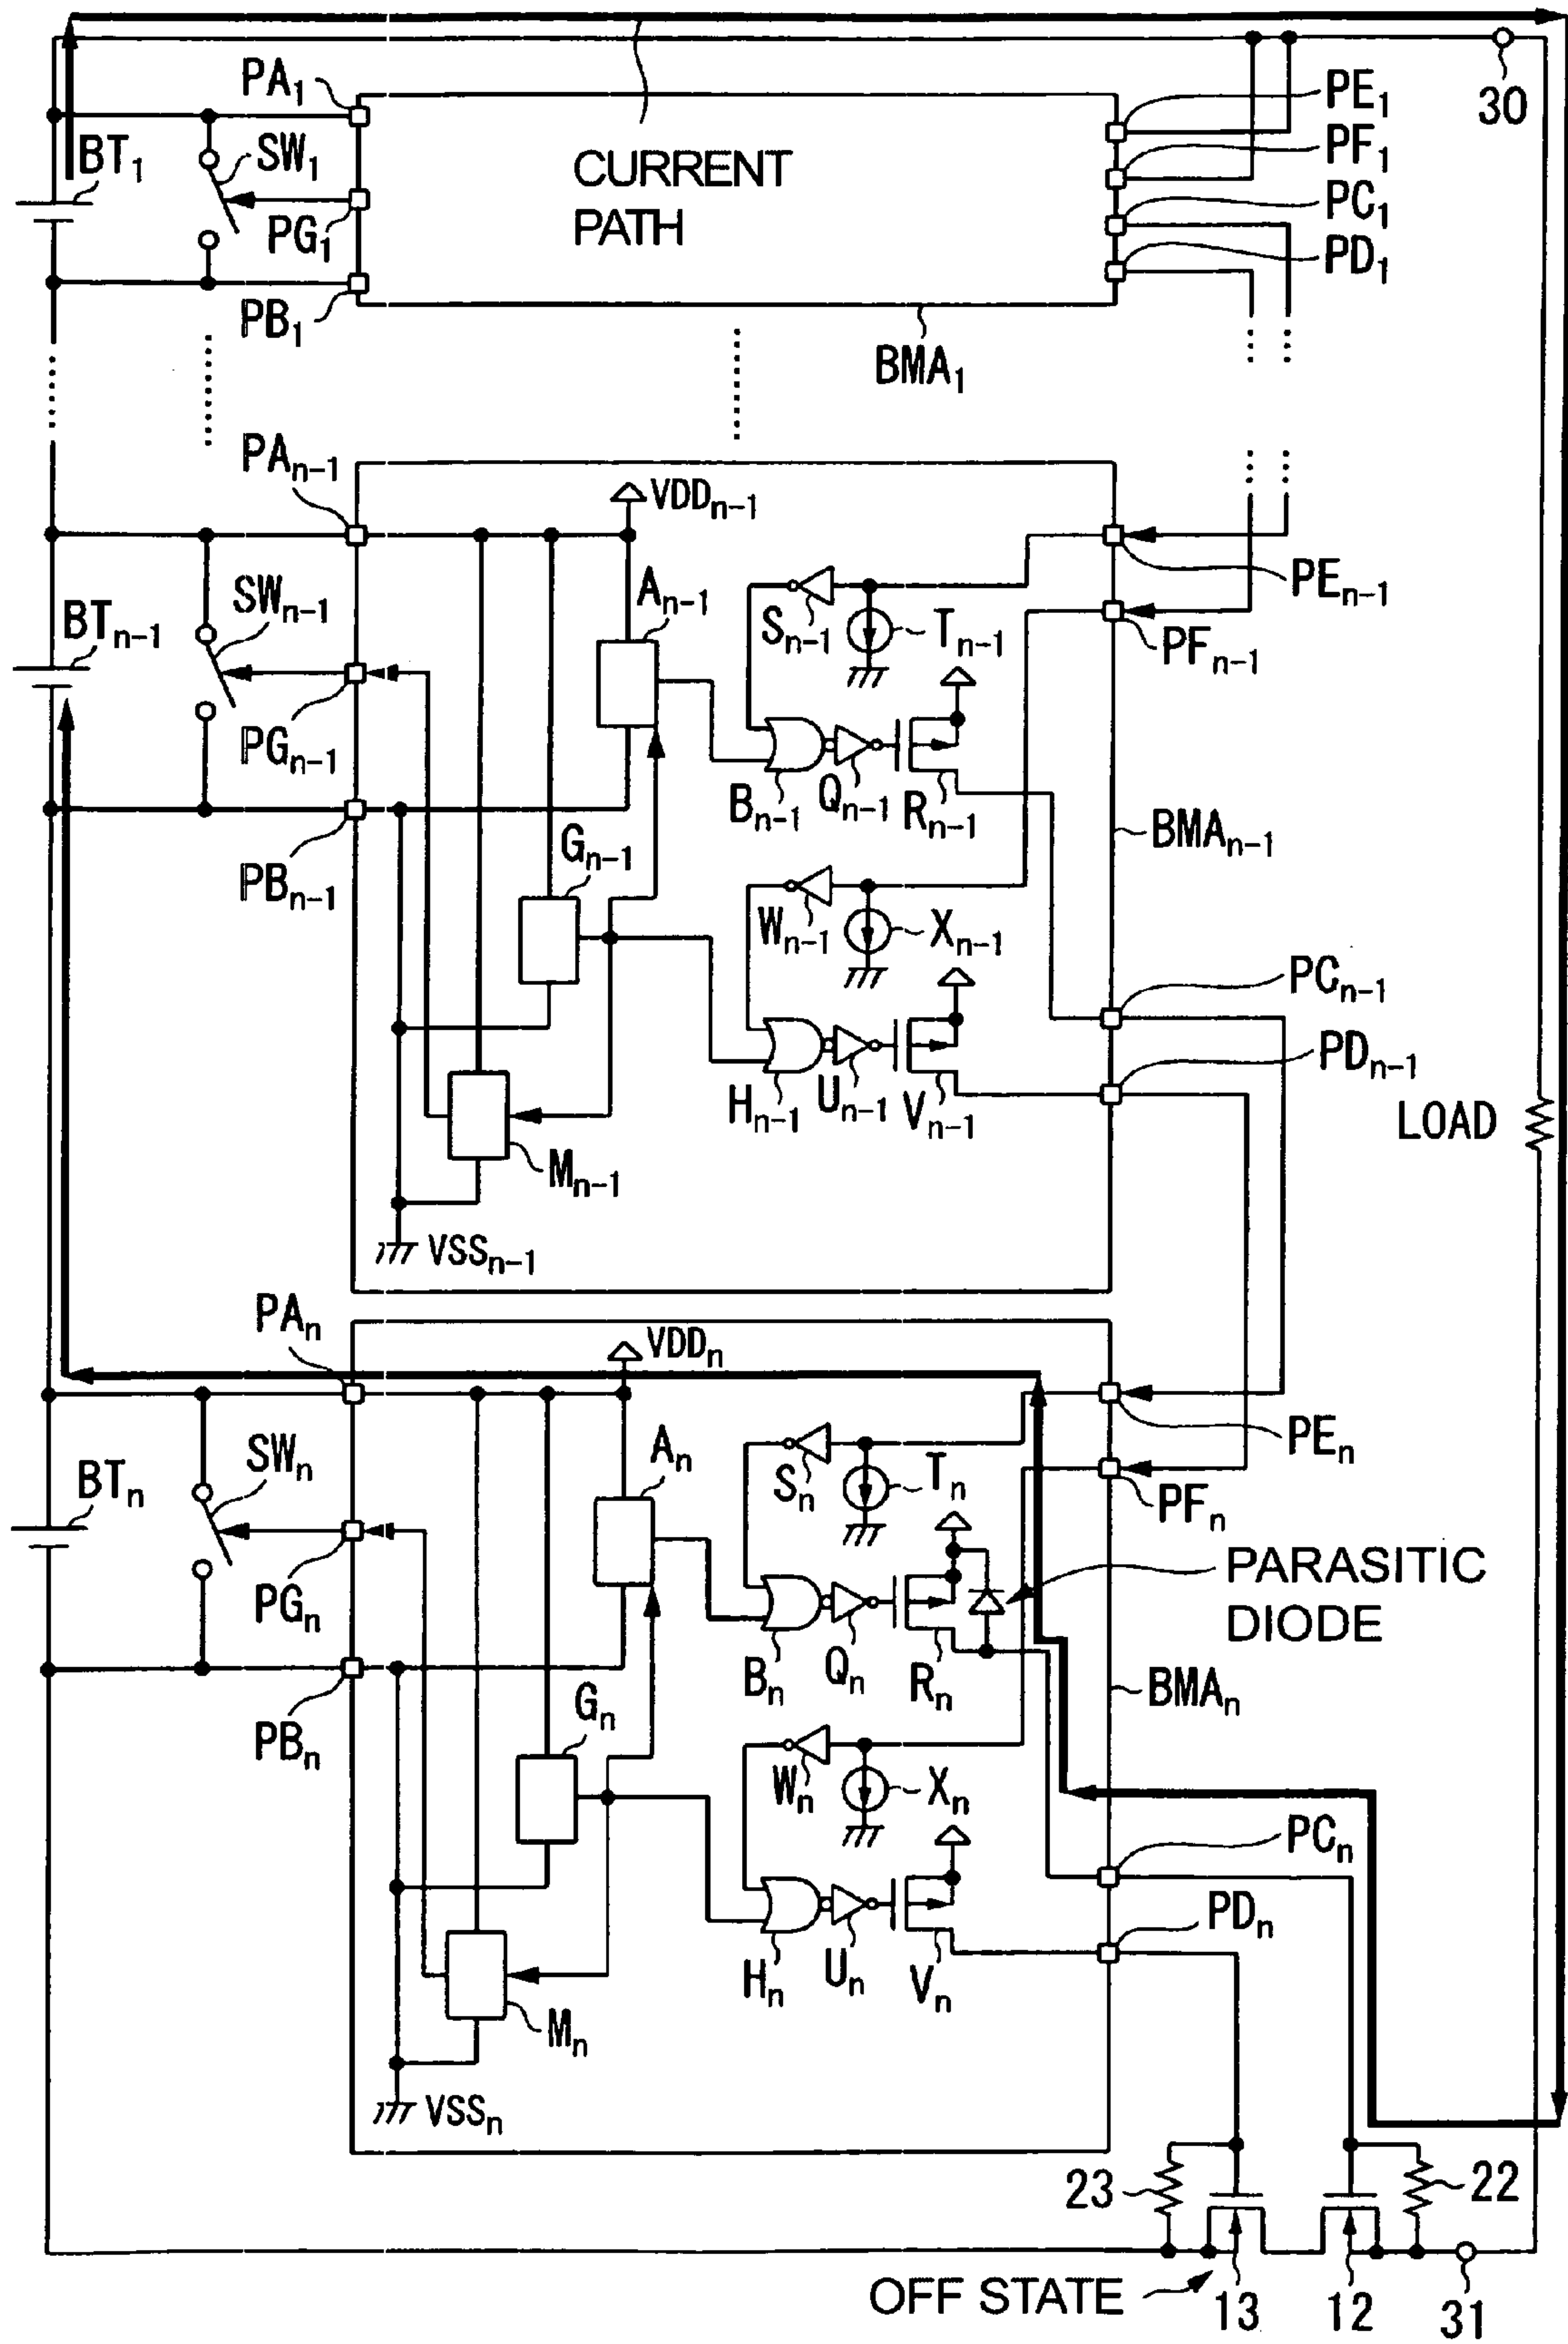 PA1
PE1
30
BT1
SW1
PF1
CURRENT
PATH
PC1
PG1
PD1
PB1
BMA1
PAn-1
VDDn-1
An-1
PEn-1
SWn-1
BTn-1
Sn-1
Tn-1
PFn-1
PGn-1
Bn-1
Qn-1
Rn-1
BMAn-1
Gn-1
PBn-1
Wn-1
Xn-1
PCn-1
PDn-1
Hn-1
Un-1
Vn-1
LOAD
Mn-1
VSSn-1
PAn
VDDn
An
PEn
SWn
BTn
Sn
Tn
PFn
PARASITIC
DIODE
PGn
Bn
Qn
Rn
BMAn
Gn
PBn
Wn
Xn
PCn
PDn
Hn
Un
Vn
Mn
VSSn
23
22
OFF STATE
13
12
31